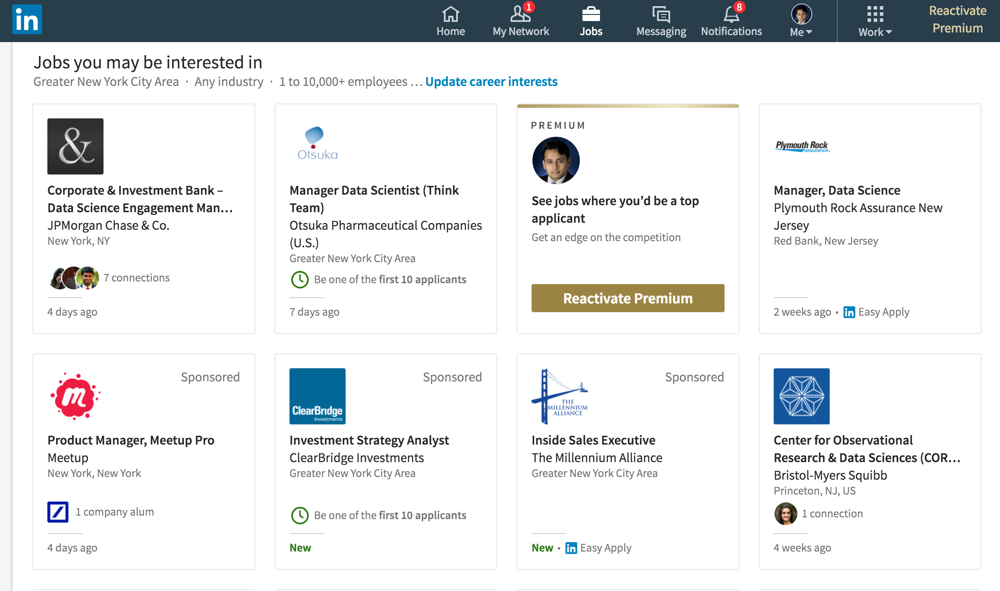 in
1
8
Home
My Network
Jobs
Messaging
Notifications
Me
Work
Reactivate
Premium
Jobs you may be interested in
Greater New York City Area · Any industry · 1 to 10,000+ employees … Update career interests
&
Corporate & Investment Bank –
Data Science Engagement Man...
JPMorgan Chase & Co.
New York, NY
7 connections
4 days ago
Otsuka
Manager Data Scientist (Think
Team)
Otsuka Pharmaceutical Companies
(U.S.)
Greater New York City Area
Be one of the first 10 applicants
7 days ago
PREMIUM
See jobs where you’d be a top
applicant
Get an edge on the competition
Reactivate Premium
Plymouth Rock
assurance.
Manager, Data Science
Plymouth Rock Assurance New
Jersey
Red Bank, New Jersey
2 weeks ago • in Easy Apply
Sponsored
m
Product Manager, Meetup Pro
Meetup
New York, New York
1 company alum
4 days ago
Sponsored
ClearBridge
Investments
Investment Strategy Analyst
ClearBridge Investments
Greater New York City Area
Be one of the first 10 applicants
New
Sponsored
THE
MILLENNIUM
ALLIANCE
Inside Sales Executive
The Millennium Alliance
Greater New York City Area
New • in Easy Apply
Center for Observational
Research & Data Sciences (COR...
Bristol-Myers Squibb
Princeton, NJ, US
1 connection
4 weeks ago